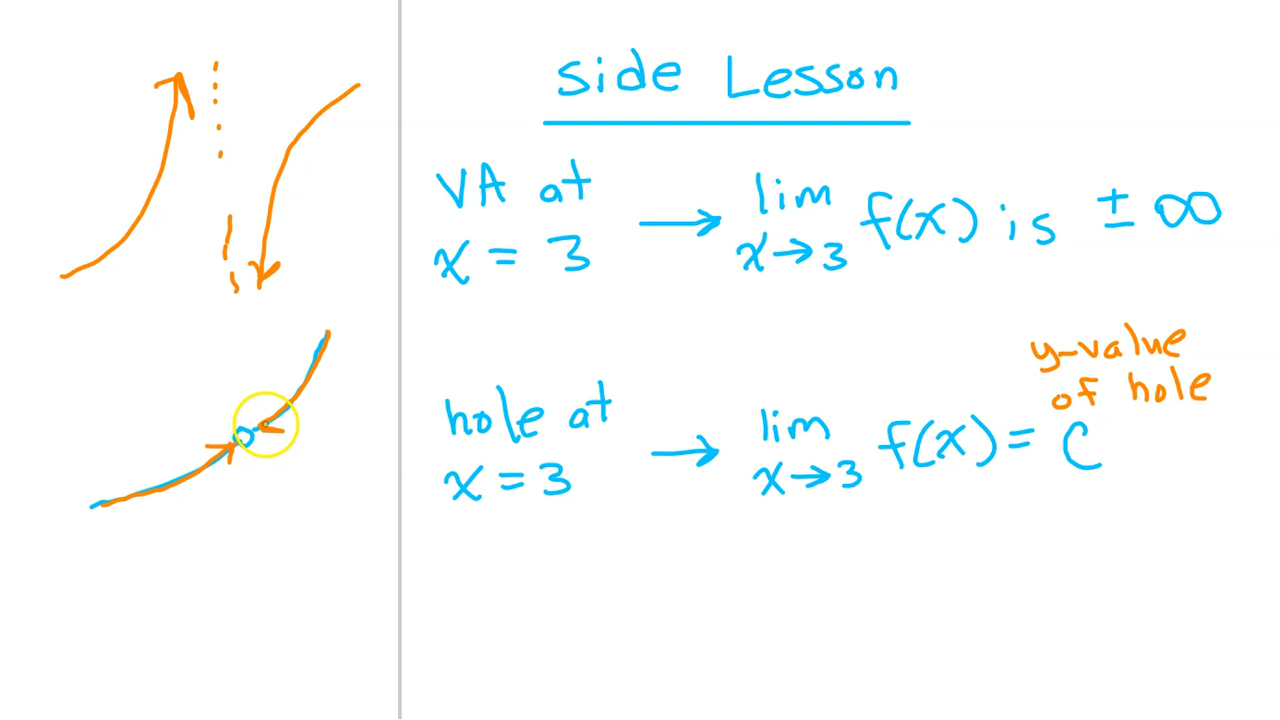 Side Lesson
VA at
x = 3
→ lim f(x) is ± ∞
x→3
y-value
of hole
hole at
x = 3
→ lim f(x) = C
x→3